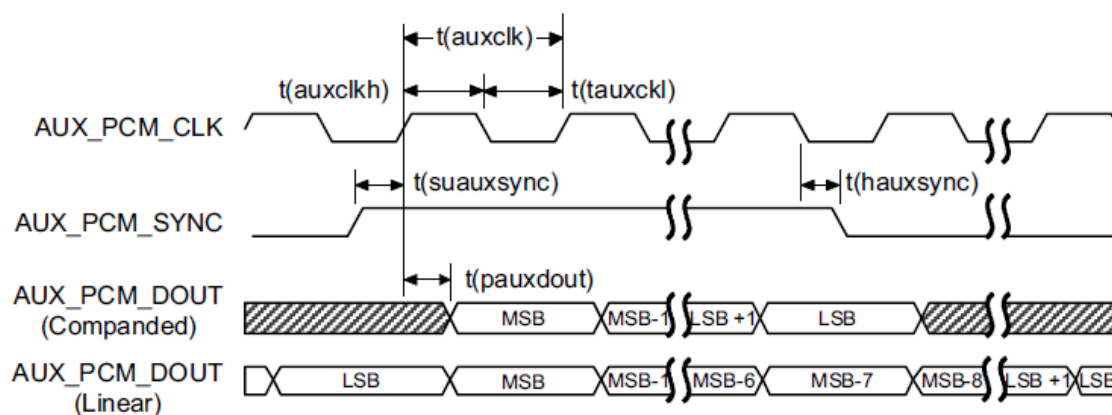 t(auxclk)
t(auxclkh) t(tauxckl)
AUX_PCM_CLK
t(suauxsync) t(hauxsync)
AUX_PCM_SYNC
t(pauxdout)
AUX_PCM_DOUT
(Companded)
MSB MSB-1 LSB +1 LSB
AUX_PCM_DOUT
(Linear)
LSB MSB MSB-1 MSB-6 MSB-7 MSB-8 LSB +1 LSB